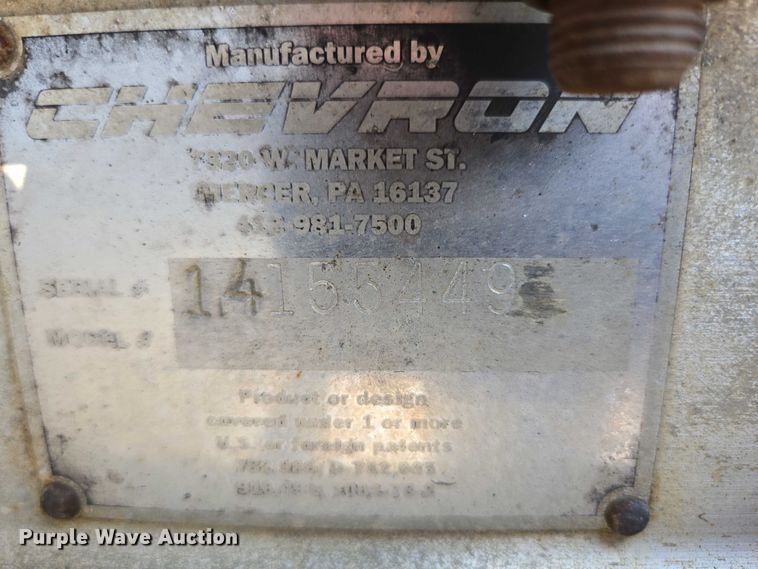 Manufactured by
CHEVRON
W. MARKET ST.
MERCER, PA 16137
981-7500
SERIAL #
MODEL #
Product or design
covered under 1 or more
U.S. or foreign patents
Purple Wave Auction